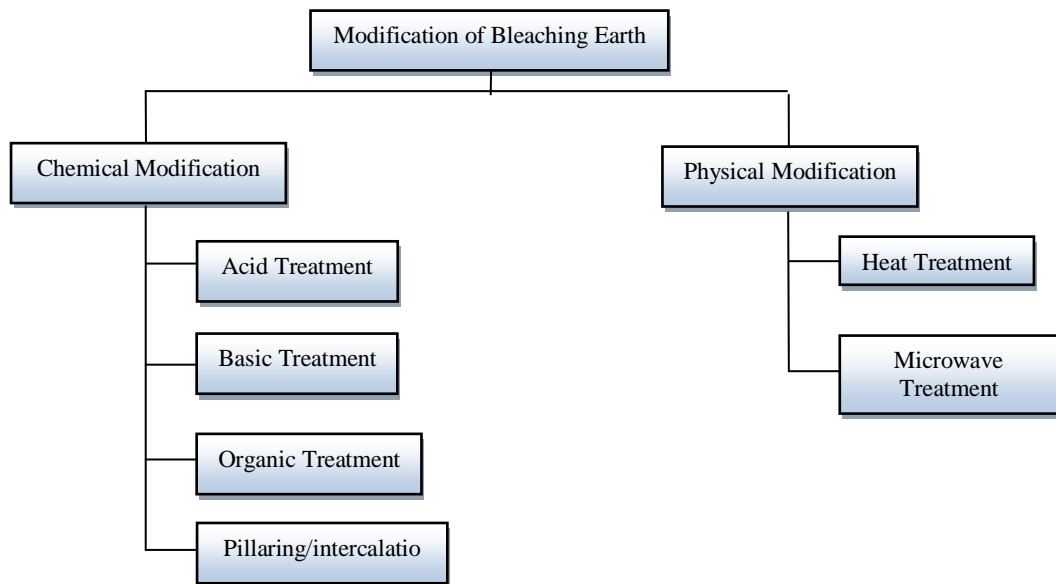 Modification of Bleaching Earth
Chemical Modification
Physical Modification
Acid Treatment
Heat Treatment
Basic Treatment
Microwave
Treatment
Organic Treatment
Pillaring/intercalatio